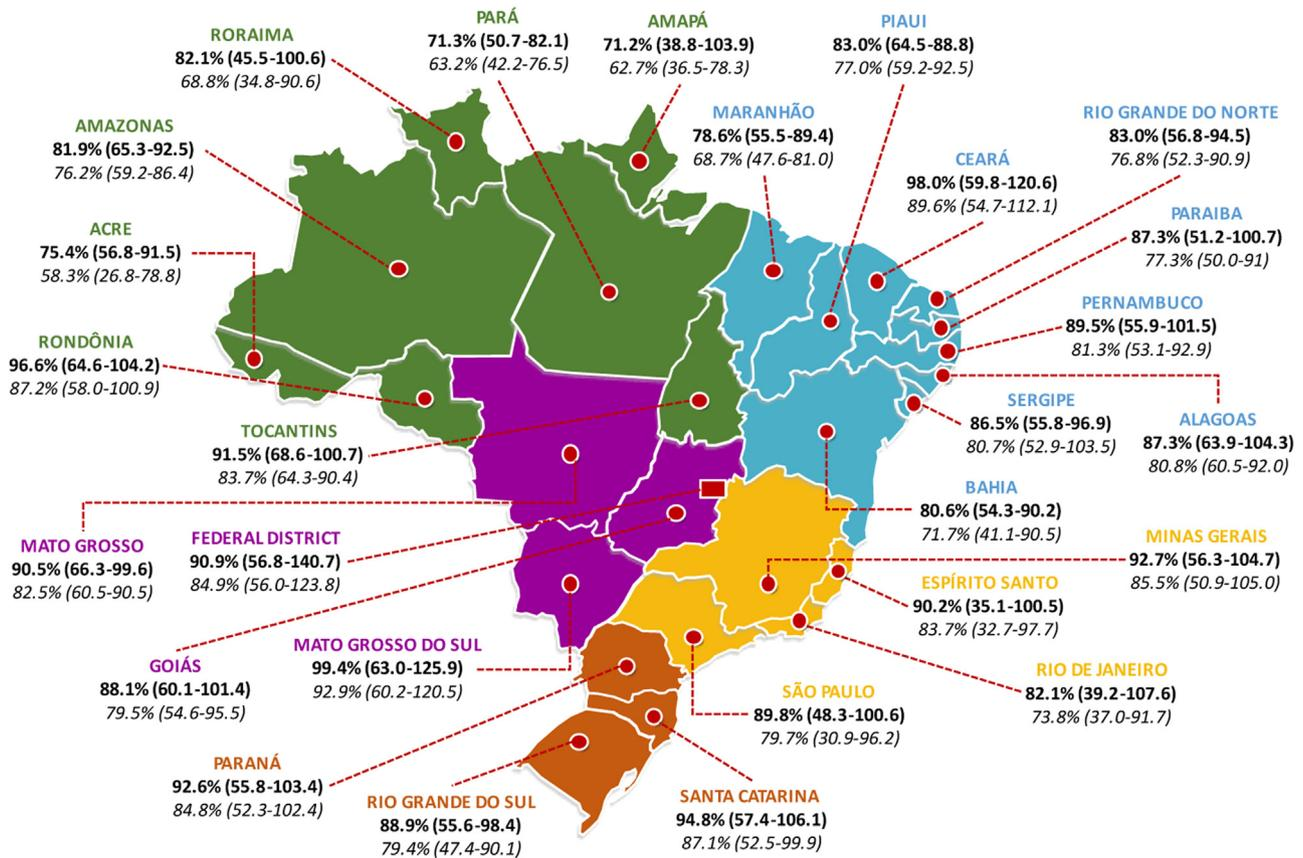 PARÁ
71.3% (50.7-82.1)
63.2% (42.2-76.5)
AMAPÁ
71.2% (38.8-103.9)
62.7% (36.5-78.3)
PIAUI
83.0% (64.5-88.8)
77.0% (59.2-92.5)
RORAIMA
82.1% (45.5-100.6)
68.8% (34.8-90.6)
MARANHÃO
78.6% (55.5-89.4)
68.7% (47.6-81.0)
RIO GRANDE DO NORTE
83.0% (56.8-94.5)
76.8% (52.3-90.9)
AMAZONAS
81.9% (65.3-92.5)
76.2% (59.2-86.4)
CEARÁ
98.0% (59.8-120.6)
89.6% (54.7-112.1)
PARAIBA
87.3% (51.2-100.7)
77.3% (50.0-91)
ACRE
75.4% (56.8-91.5)
58.3% (26.8-78.8)
PERNAMBUCO
89.5% (55.9-101.5)
81.3% (53.1-92.9)
RONDÔNIA
96.6% (64.6-104.2)
87.2% (58.0-100.9)
SERGIPE
86.5% (55.8-96.9)
80.7% (52.9-103.5)
ALAGOAS
87.3% (63.9-104.3)
80.8% (60.5-92.0)
TOCANTINS
91.5% (68.6-100.7)
83.7% (64.3-90.4)
BAHIA
80.6% (54.3-90.2)
71.7% (41.1-90.5)
MATO GROSSO
90.5% (66.3-99.6)
82.5% (60.5-90.5)
FEDERAL DISTRICT
90.9% (56.8-140.7)
84.9% (56.0-123.8)
MINAS GERAIS
92.7% (56.3-104.7)
85.5% (50.9-105.0)
ESPÍRITO SANTO
90.2% (35.1-100.5)
83.7% (32.7-97.7)
GOIÁS
88.1% (60.1-101.4)
79.5% (54.6-95.5)
MATO GROSSO DO SUL
99.4% (63.0-125.9)
92.9% (60.2-120.5)
RIO DE JANEIRO
82.1% (39.2-107.6)
73.8% (37.0-91.7)
SÃO PAULO
89.8% (48.3-100.6)
79.7% (30.9-96.2)
PARANÁ
92.6% (55.8-103.4)
84.8% (52.3-102.4)
RIO GRANDE DO SUL
88.9% (55.6-98.4)
79.4% (47.4-90.1)
SANTA CATARINA
94.8% (57.4-106.1)
87.1% (52.5-99.9)